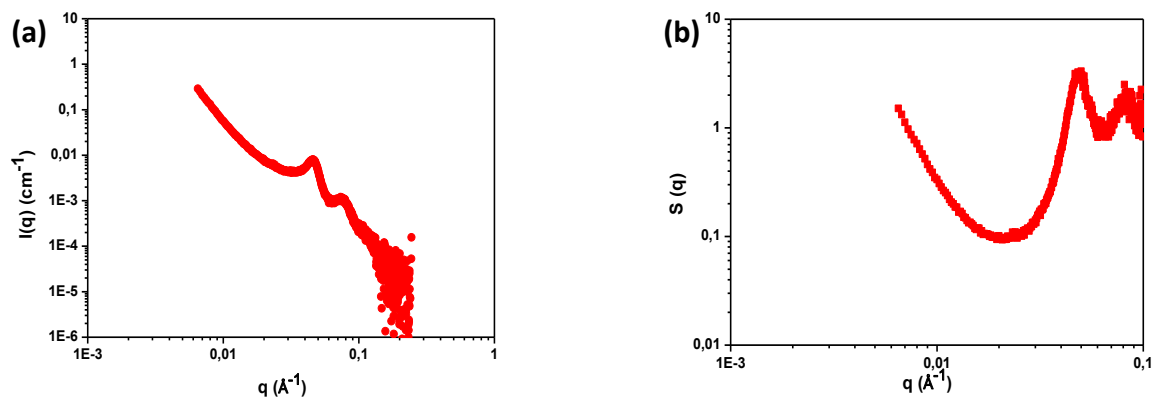 (a)
10
1
0,1
0,01
1E-3
1E-4
1E-5
1E-6
I(q) (cm⁻¹)
1E-3
0,01
0,1
1
q (Å⁻¹)
(b)
10
1
0,1
0,01
S (q)
1E-3
0,01
0,1
q (Å⁻¹)